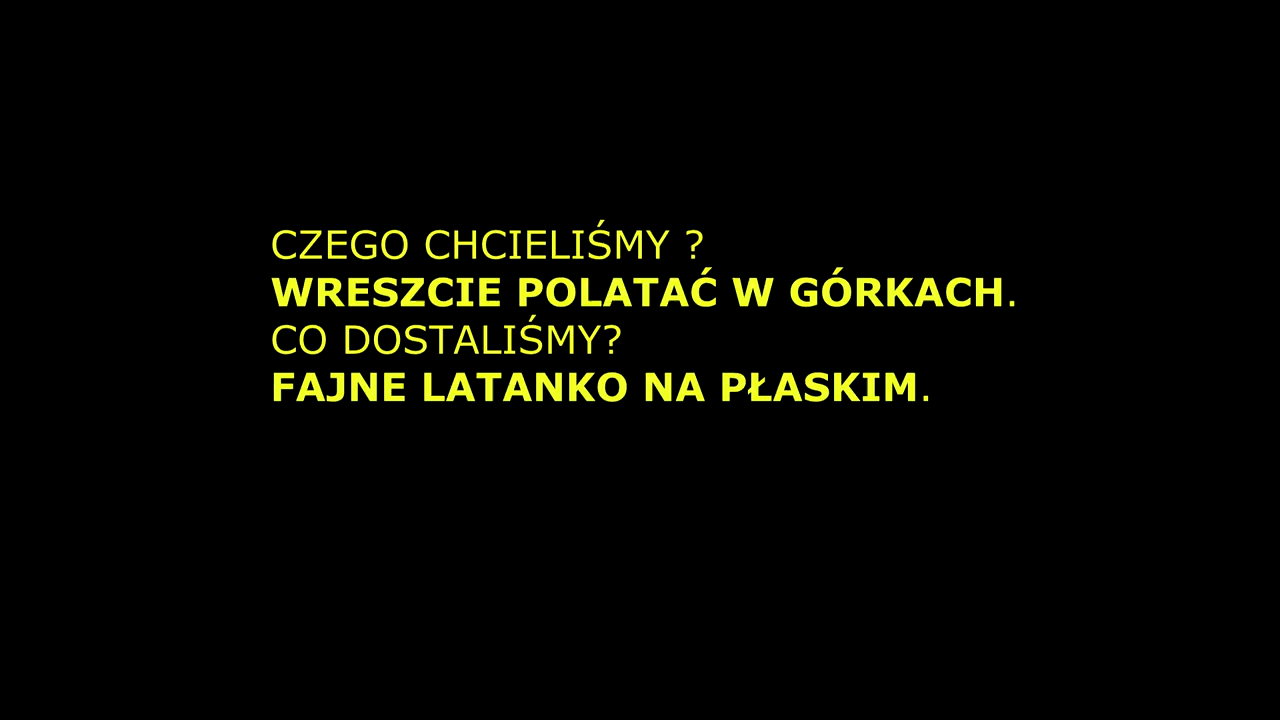 CZEGO CHCIELIŚMY ?
WRESZCIE POLATAĆ W GÓRKACH.
CO DOSTALIŚMY?
FAJNE LATANKO NA PŁASKIM.